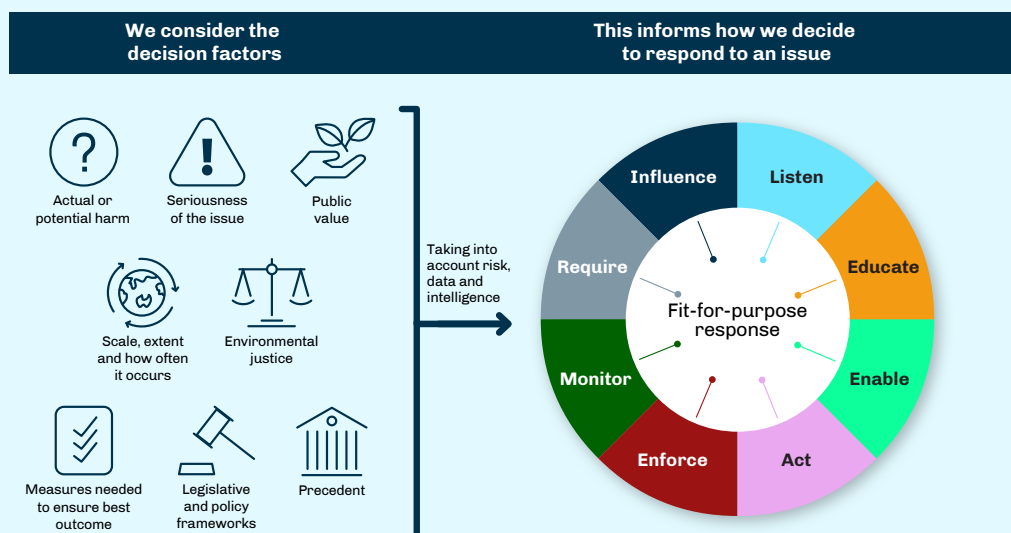 We consider the
decision factors
This informs how we decide
to respond to an issue
?
Actual or
potential harm
!
Seriousness
of the issue
Public
value
Scale, extent
and how often
it occurs
Environmental
justice
Measures needed
to ensure best
outcome
Legislative
and policy
frameworks
Precedent
Taking into
account risk,
data and
intelligence
Influence
Listen
Require
Educate
Fit-for-purpose
response
Monitor
Enable
Enforce
Act